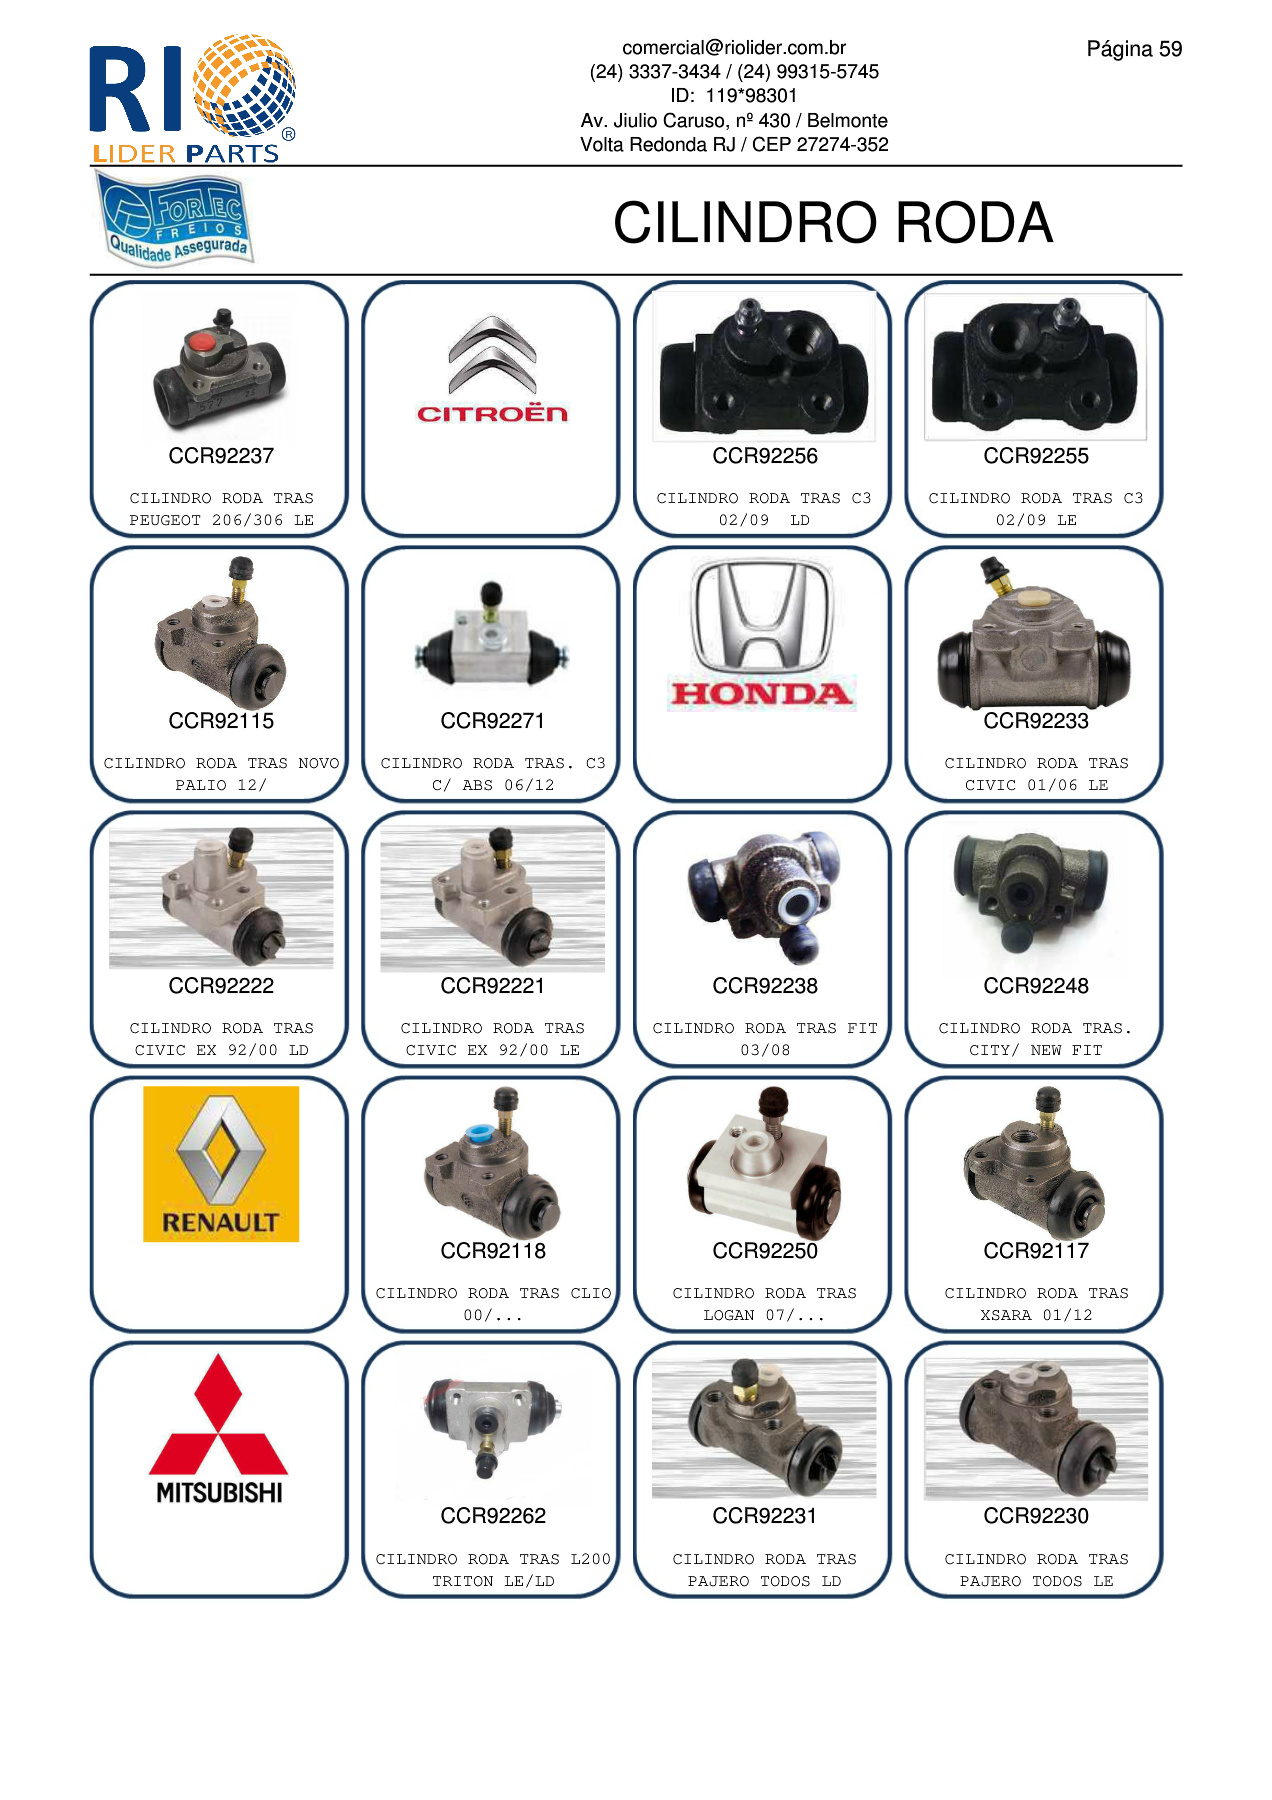 RIO
®
LIDER PARTS
comercial@riolider.com.br
(24) 3337-3434 / (24) 99315-5745
ID:  119*98301
Av. Jiulio Caruso, nº 430 / Belmonte
Volta Redonda RJ / CEP 27274-352
Página 59
FORTEC
FREIOS
Qualidade Assegurada
CILINDRO RODA
CCR92237
CILINDRO RODA TRAS
PEUGEOT 206/306 LE
CITROËN
CCR92256
CILINDRO RODA TRAS C3
02/09  LD
CCR92255
CILINDRO RODA TRAS C3
02/09 LE
CCR92115
CILINDRO RODA TRAS NOVO
PALIO 12/
CCR92271
CILINDRO RODA TRAS. C3
C/ ABS 06/12
HONDA
CCR92233
CILINDRO RODA TRAS
CIVIC 01/06 LE
CCR92222
CILINDRO RODA TRAS
CIVIC EX 92/00 LD
CCR92221
CILINDRO RODA TRAS
CIVIC EX 92/00 LE
CCR92238
CILINDRO RODA TRAS FIT
03/08
CCR92248
CILINDRO RODA TRAS.
CITY/ NEW FIT
RENAULT
CCR92118
CILINDRO RODA TRAS CLIO
00/...
CCR92250
CILINDRO RODA TRAS
LOGAN 07/...
CCR92117
CILINDRO RODA TRAS
XSARA 01/12
MITSUBISHI
CCR92262
CILINDRO RODA TRAS L200
TRITON LE/LD
CCR92231
CILINDRO RODA TRAS
PAJERO TODOS LD
CCR92230
CILINDRO RODA TRAS
PAJERO TODOS LE